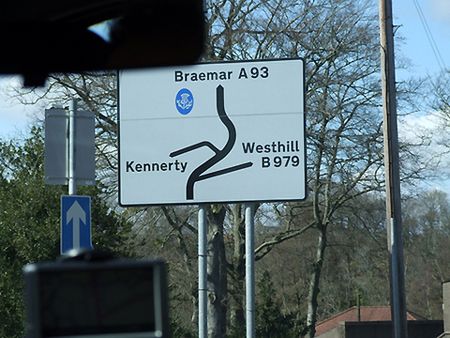 Braemar A93
Kennerty
Westhill
B979